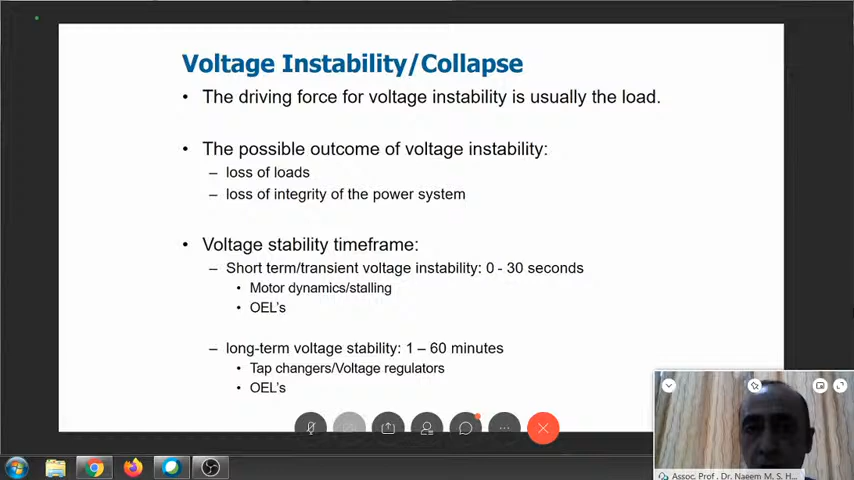 Voltage Instability/Collapse
• The driving force for voltage instability is usually the load.
• The possible outcome of voltage instability:
– loss of loads
– loss of integrity of the power system
• Voltage stability timeframe:
– Short term/transient voltage instability: 0 - 30 seconds
• Motor dynamics/stalling
• OEL's
– long-term voltage stability: 1 – 60 minutes
• Tap changers/Voltage regulators
• OEL's
Assoc. Prof . Dr. Naeem M. S. H...